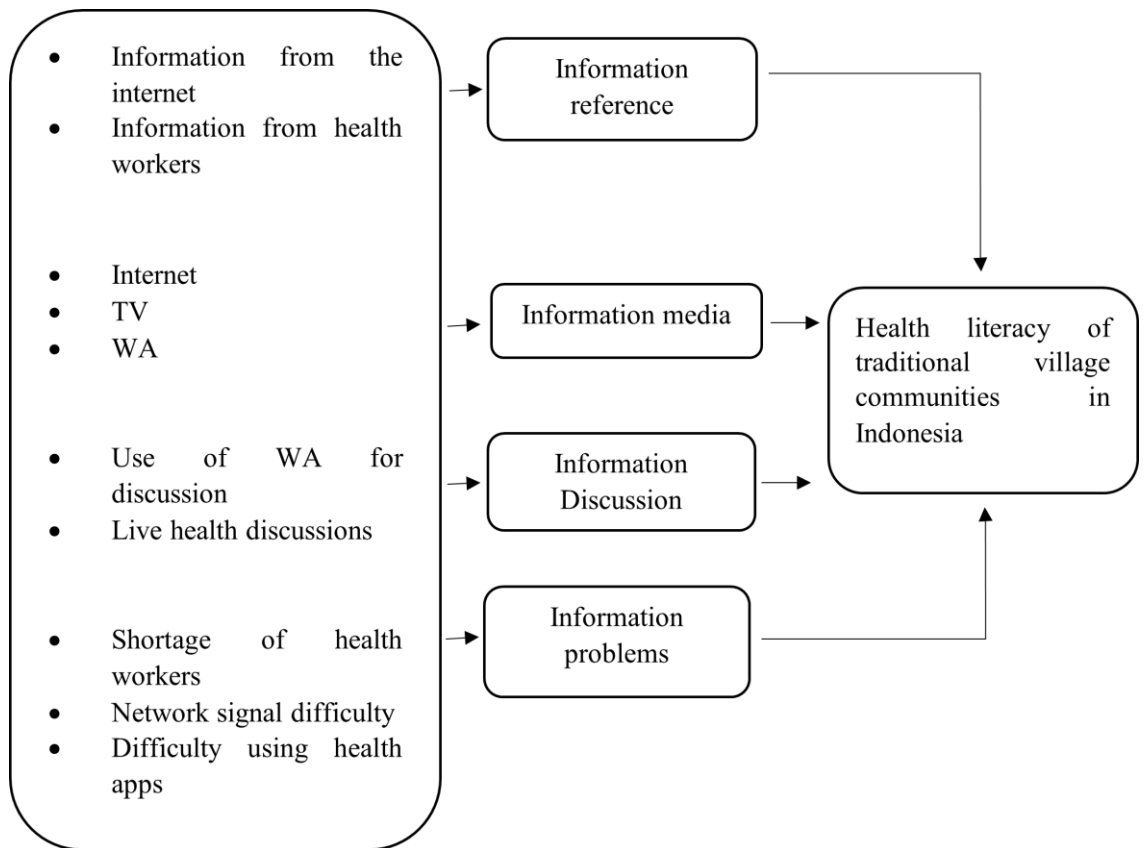 • Information from the
internet
• Information from health
workers
• Internet
• TV
• WA
• Use of WA for
discussion
• Live health discussions
• Shortage of health
workers
• Network signal difficulty
• Difficulty using health
apps
Information
reference
Information media
Information
Discussion
Information
problems
Health literacy of
traditional village
communities in
Indonesia